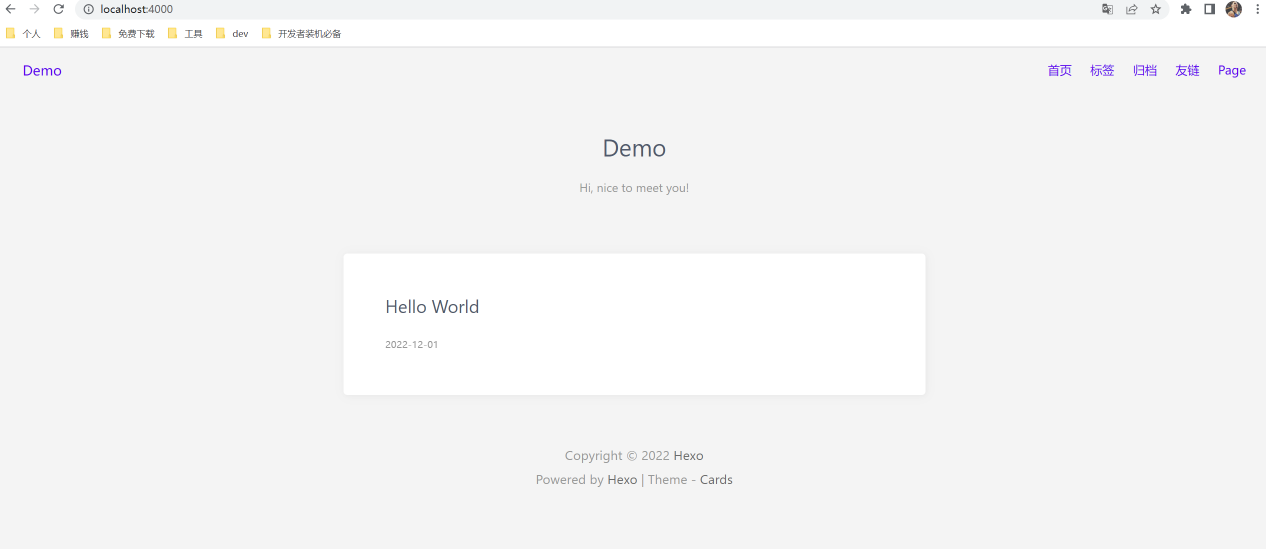 localhost:4000
个人 赚钱 免费下载 工具 dev 开发者装机必备
Demo 首页 标签 归档 友链 Page
Demo
Hi, nice to meet you!
Hello World
2022-12-01
Copyright © 2022 Hexo
Powered by Hexo | Theme - Cards